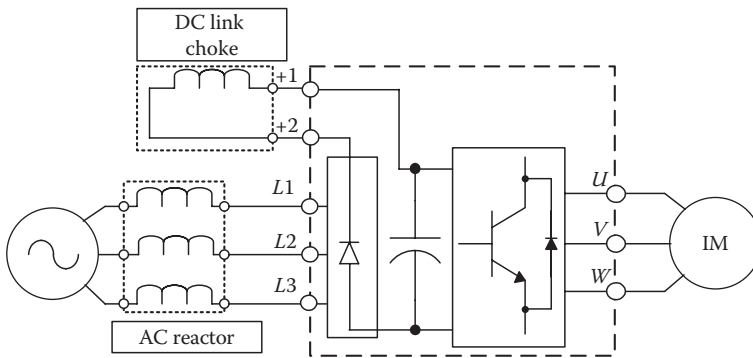 DC link
choke
+1
+2
L1
L2
L3
AC reactor
U
V
W
IM